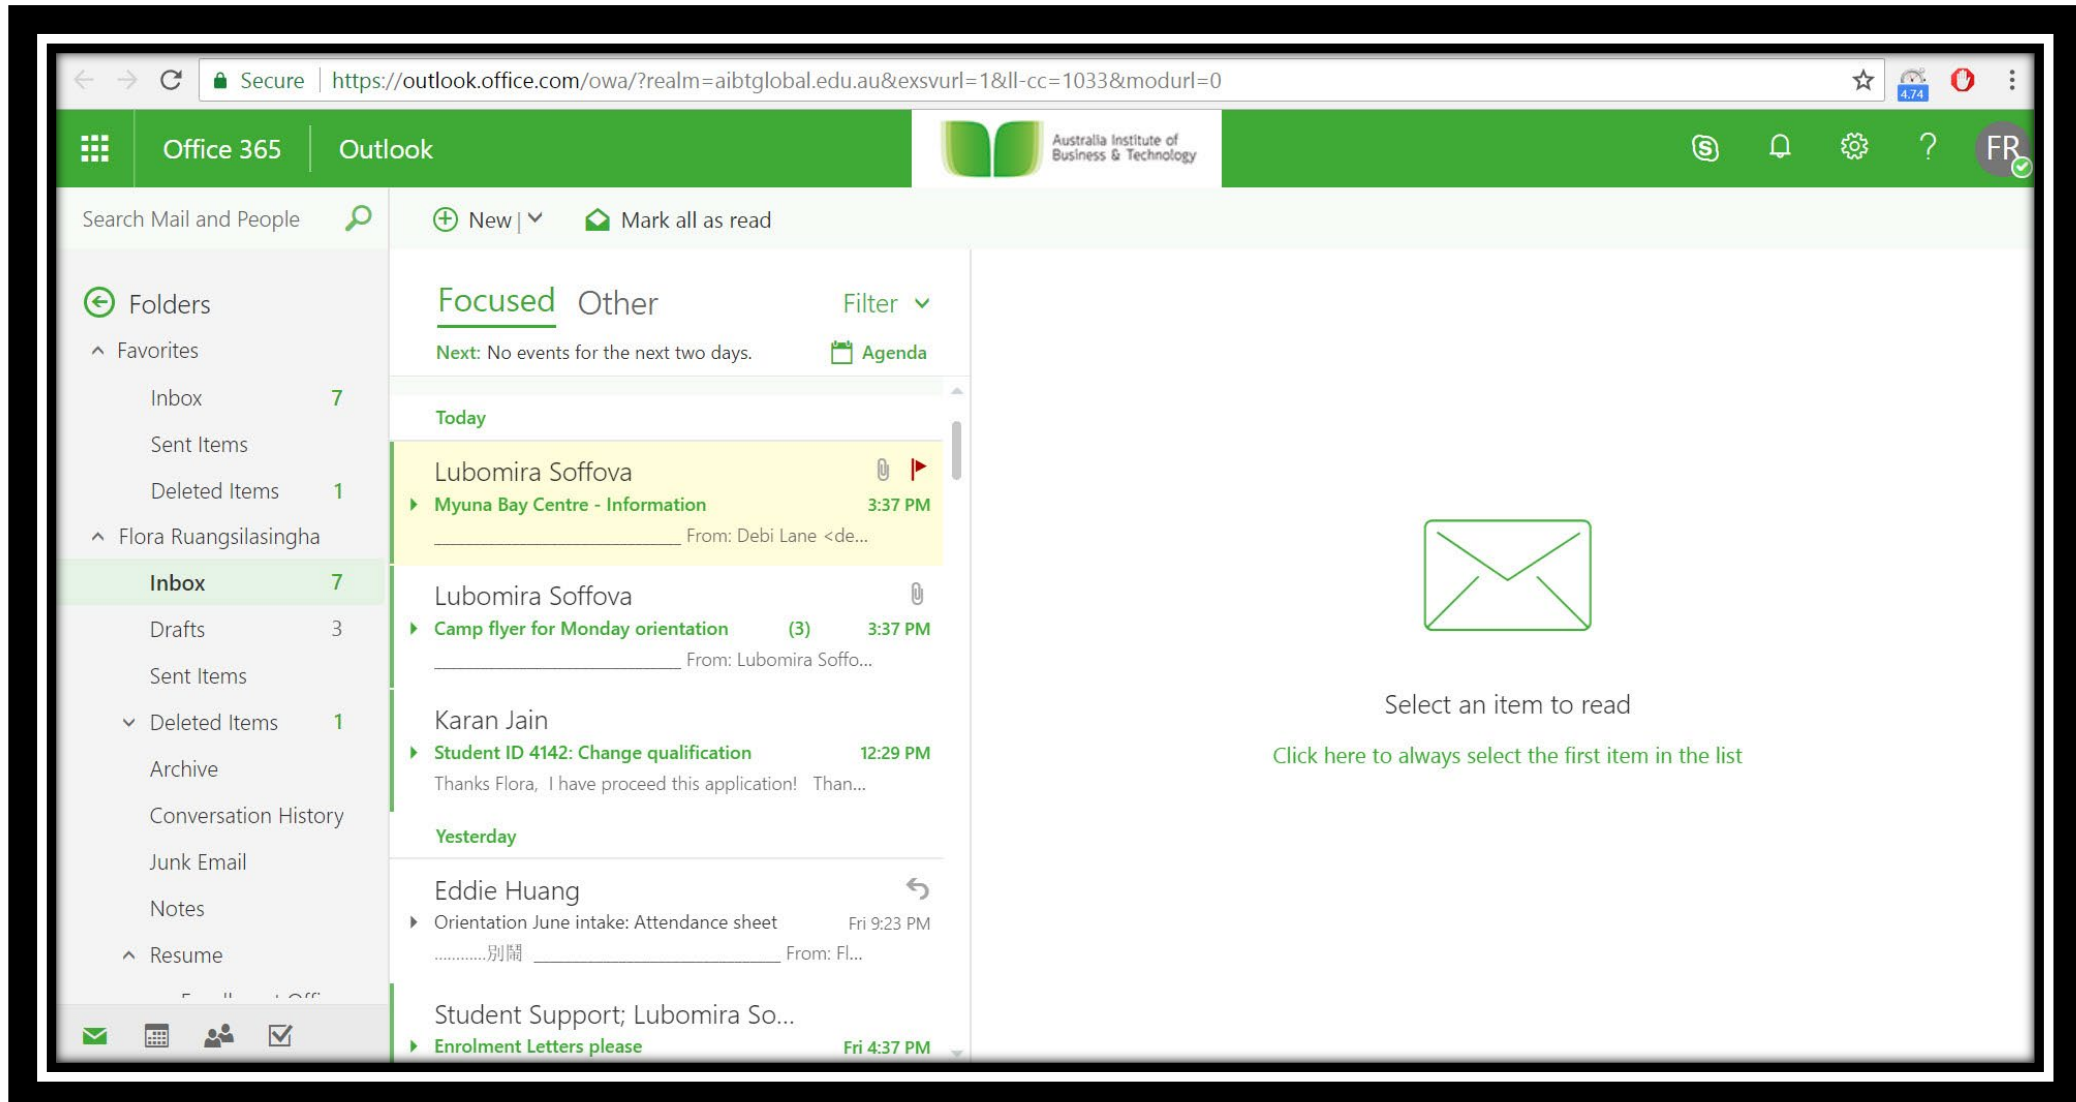 Secure | https://outlook.office.com/owa/?realm=aibtglobal.edu.au&exsvurl=1&ll-cc=1033&modurl=0
4.74
Office 365
Outlook
Australia Institute of
Business & Technology
FR
Search Mail and People
New
Mark all as read
Folders
Favorites
Inbox 7
Sent Items
Deleted Items 1
Flora Ruangsilasingha
Inbox 7
Drafts 3
Sent Items
Deleted Items 1
Archive
Conversation History
Junk Email
Notes
Resume
Focused Other Filter
Next: No events for the next two days. Agenda
Today
Lubomira Soffova
Myuna Bay Centre - Information 3:37 PM
From: Debi Lane <de...
Lubomira Soffova
Camp flyer for Monday orientation (3) 3:37 PM
From: Lubomira Soffo...
Karan Jain
Student ID 4142: Change qualification 12:29 PM
Thanks Flora, I have proceed this application! Than...
Yesterday
Eddie Huang
Orientation June intake: Attendance sheet Fri 9:23 PM
............別鬧 From: Fl...
Student Support; Lubomira So...
Enrolment Letters please Fri 4:37 PM
Select an item to read
Click here to always select the first item in the list